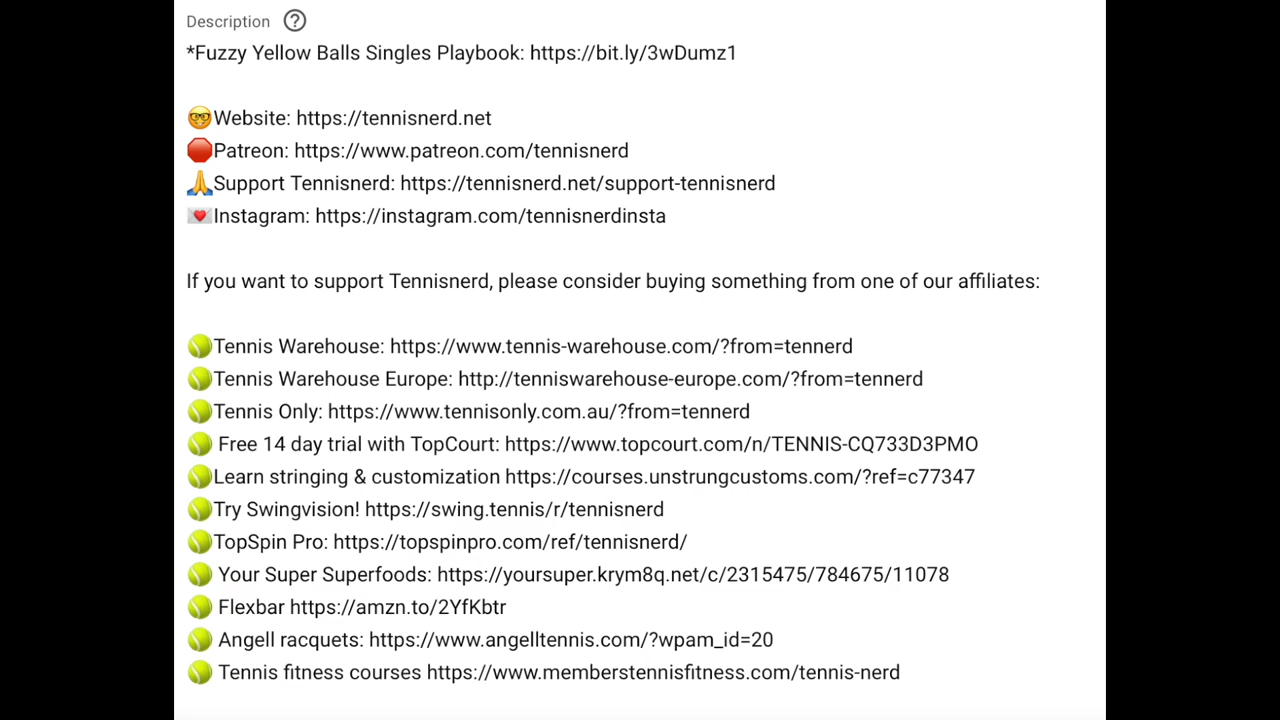 Description ?
*Fuzzy Yellow Balls Singles Playbook: https://bit.ly/3wDumz1
🤓Website: https://tennisnerd.net
🛑Patreon: https://www.patreon.com/tennisnerd
🙏Support Tennisnerd: https://tennisnerd.net/support-tennisnerd
💌Instagram: https://instagram.com/tennisnerdinsta
If you want to support Tennisnerd, please consider buying something from one of our affiliates:
🎾Tennis Warehouse: https://www.tennis-warehouse.com/?from=tennerd
🎾Tennis Warehouse Europe: http://tenniswarehouse-europe.com/?from=tennerd
🎾Tennis Only: https://www.tennisonly.com.au/?from=tennerd
🎾 Free 14 day trial with TopCourt: https://www.topcourt.com/n/TENNIS-CQ733D3PMO
🎾Learn stringing & customization https://courses.unstrungcustoms.com/?ref=c77347
🎾Try Swingvision! https://swing.tennis/r/tennisnerd
🎾TopSpin Pro: https://topspinpro.com/ref/tennisnerd/
🎾 Your Super Superfoods: https://yoursuper.krym8q.net/c/2315475/784675/11078
🎾 Flexbar https://amzn.to/2YfKbtr
🎾 Angell racquets: https://www.angelltennis.com/?wpam_id=20
🎾 Tennis fitness courses https://www.memberstennisfitness.com/tennis-nerd